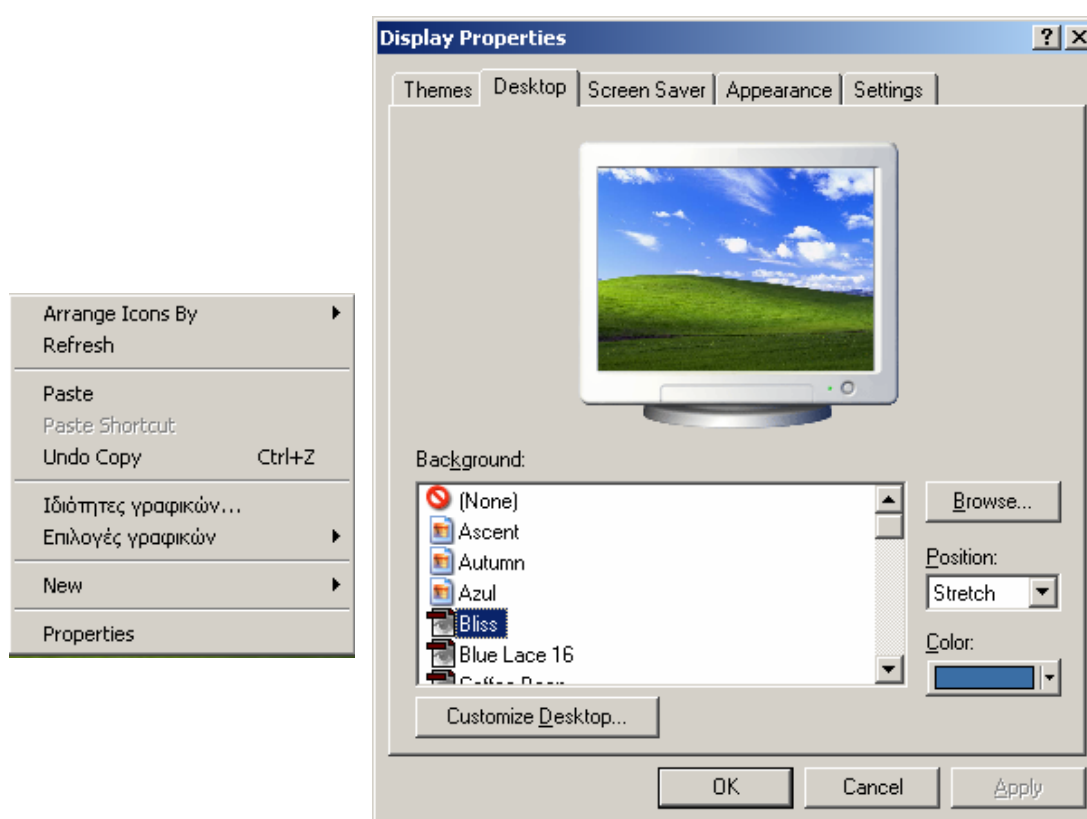 Arrange Icons By
Refresh
Paste
Paste Shortcut
Undo Copy Ctrl+Z
Ιδιότητες γραφικών...
Επιλογές γραφικών
New
Properties
Display Properties
Themes Desktop Screen Saver Appearance Settings
Background:
(None)
Ascent
Autumn
Azul
Bliss
Blue Lace 16
Browse...
Position:
Stretch
Color:
Customize Desktop...
OK Cancel Apply